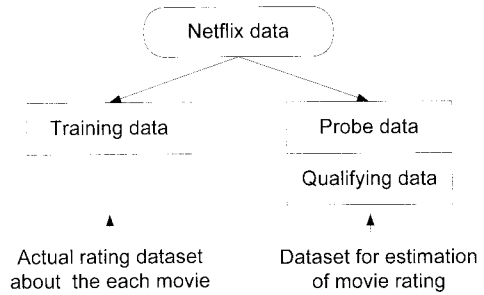 Netflix data
Training data
Probe data
Qualifying data
Actual rating dataset
about the each movie
Dataset for estimation
of movie rating